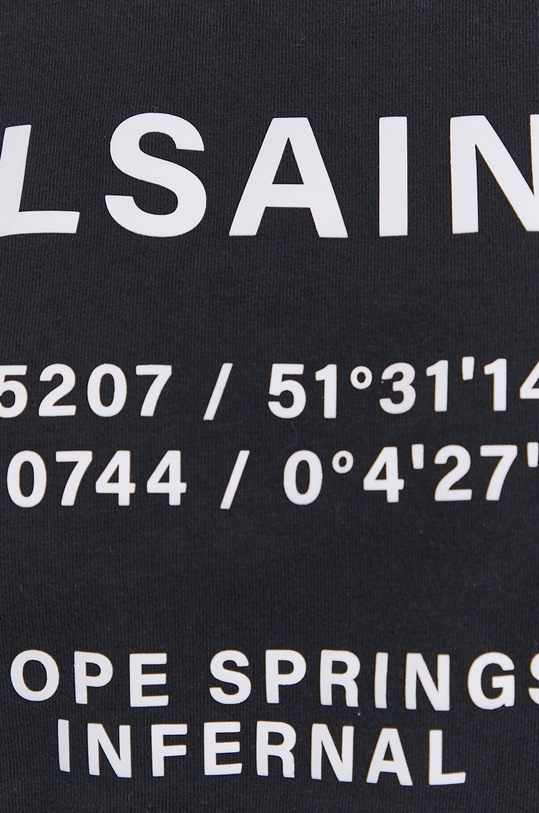 LSAIN
5207 / 51°31'14
0744 / 0°4'27'
OPE SPRINGS
INFERNAL